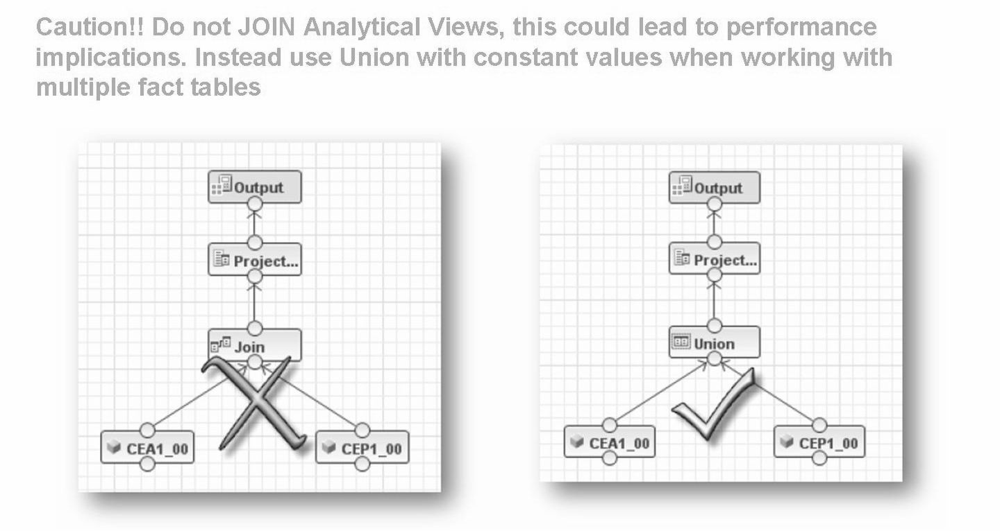 Caution!! Do not JOIN Analytical Views, this could lead to performance
implications. Instead use Union with constant values when working with
multiple fact tables
Output
Project...
Join
CEA1_00
CEP1_00
Output
Project...
Union
CEA1_00
CEP1_00